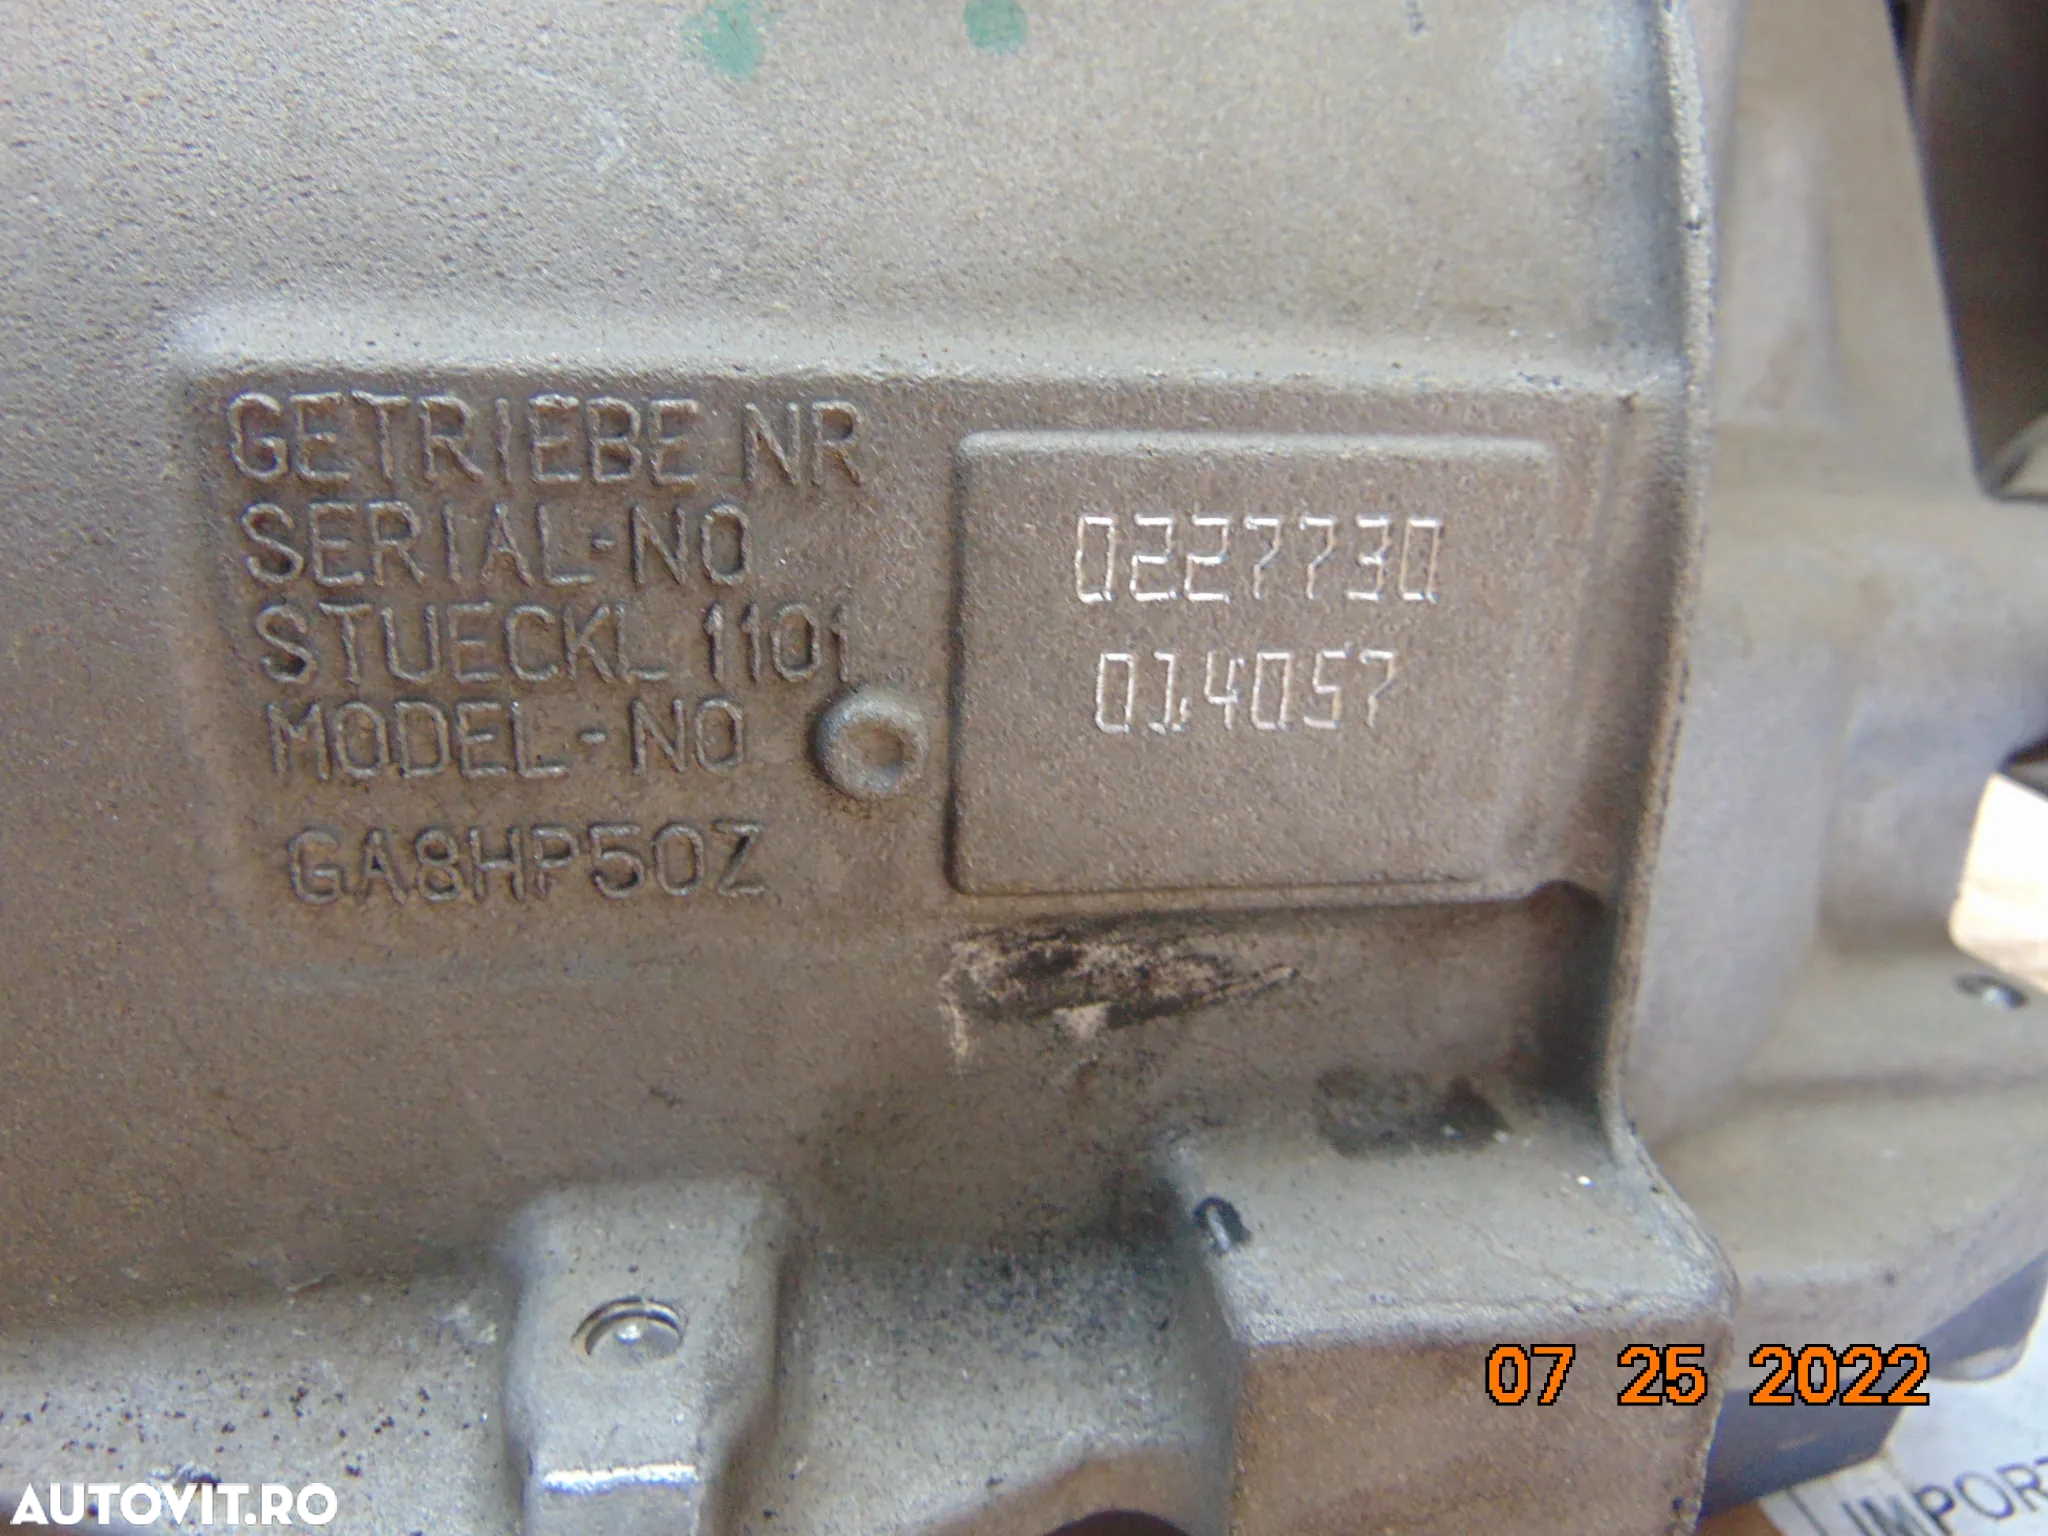 GETRIEBE NR
SERIAL-NO
STUECKL 1101
MODEL-NO
GA8HP50Z
0227730
014057
07 25 2022
AUTOVIT.RO